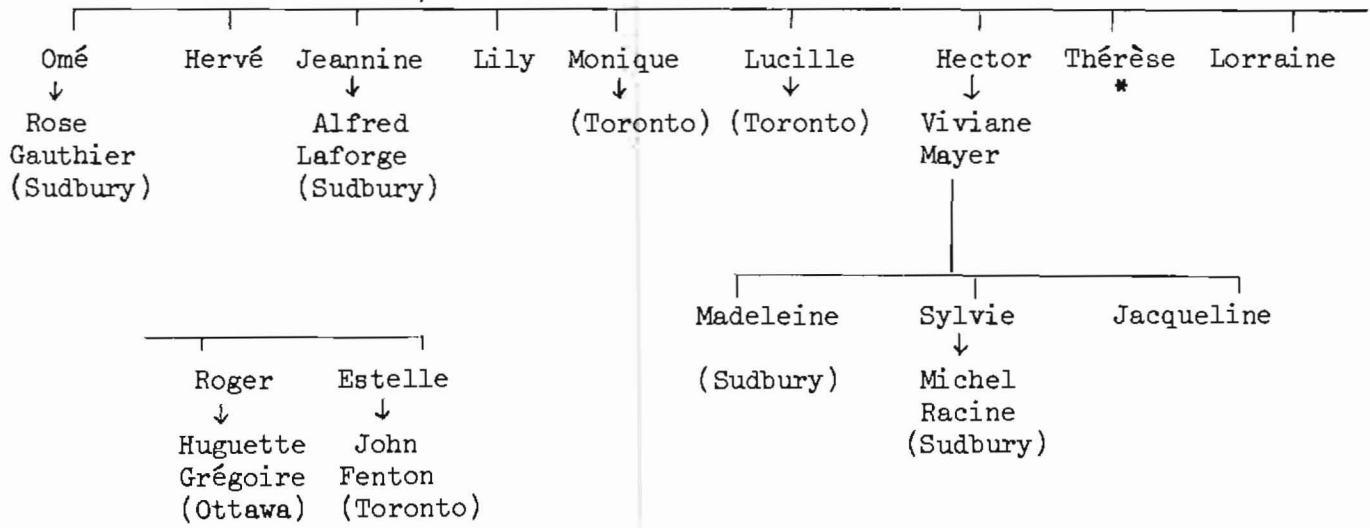 Omé Hervé Jeannine Lily Monique Lucille Hector Thérèse Lorraine
↓ ↓ ↓ ↓ ↓ *
Rose Alfred (Toronto) (Toronto) Viviane
Gauthier Laforge Mayer
(Sudbury) (Sudbury)
Madeleine Sylvie Jacqueline
↓
(Sudbury) Michel
Racine
(Sudbury)
Roger Estelle
↓ ↓
Huguette John
Grégoire Fenton
(Ottawa) (Toronto)